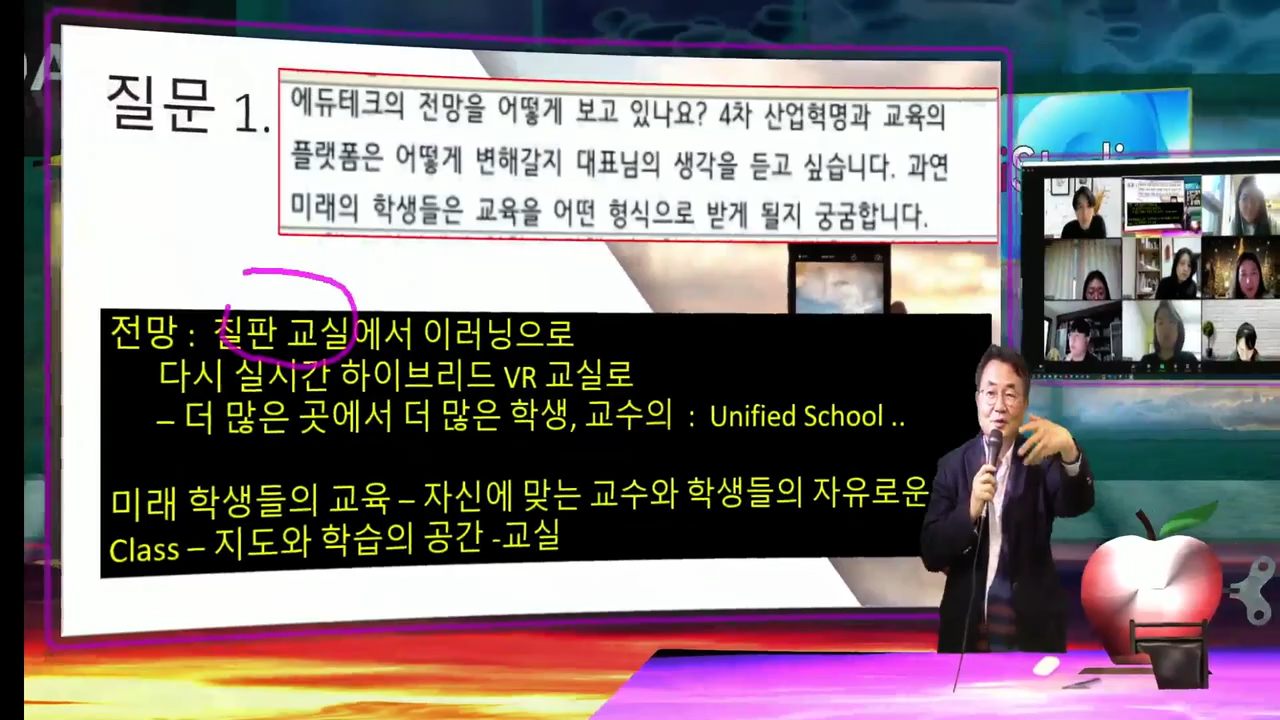 질문 1.
에듀테크의 전망을 어떻게 보고 있나요? 4차 산업혁명과 교육의
플랫폼은 어떻게 변해갈지 대표님의 생각을 듣고 싶습니다. 과연
미래의 학생들은 교육을 어떤 형식으로 받게 될지 궁굼합니다.
전망 : 칠판 교실에서 이러닝으로
다시 실시간 하이브리드 VR 교실로
– 더 많은 곳에서 더 많은 학생, 교수의 : Unified School ..
미래 학생들의 교육 – 자신에 맞는 교수와 학생들의 자유로운
Class – 지도와 학습의 공간 -교실